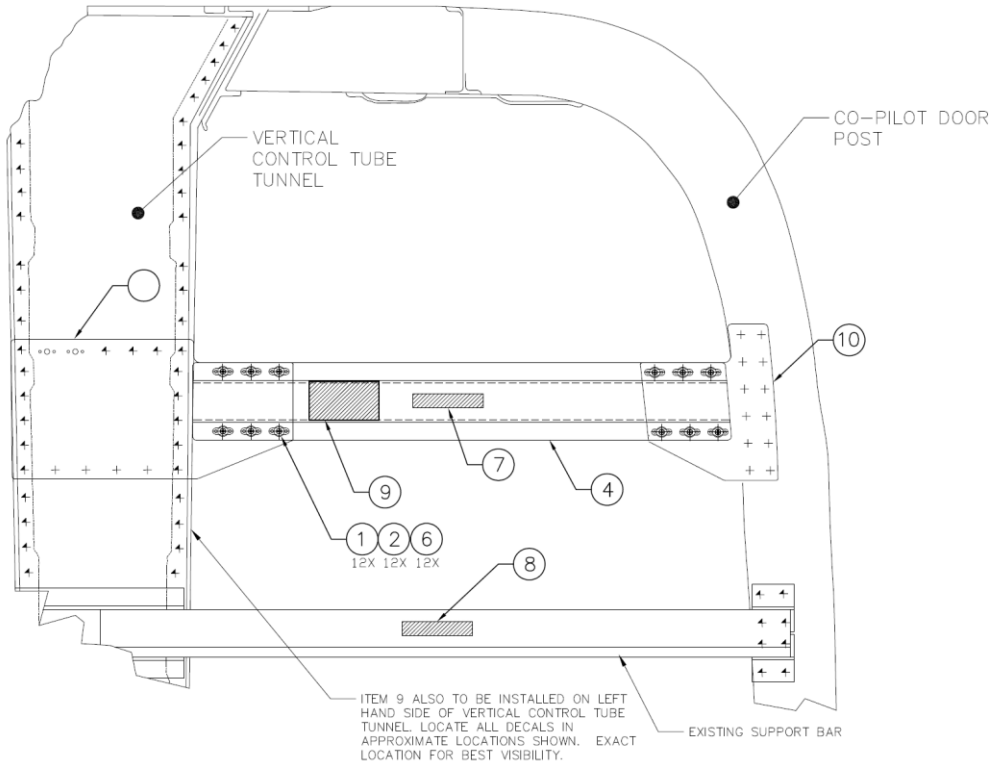 VERTICAL
CONTROL TUBE
TUNNEL
CO-PILOT DOOR
POST
10
7
9
4
1 2 6
12X 12X 12X
8
ITEM 9 ALSO TO BE INSTALLED ON LEFT
HAND SIDE OF VERTICAL CONTROL TUBE
TUNNEL. LOCATE ALL DECALS IN
APPROXIMATE LOCATIONS SHOWN. EXACT
LOCATION FOR BEST VISIBILITY.
EXISTING SUPPORT BAR